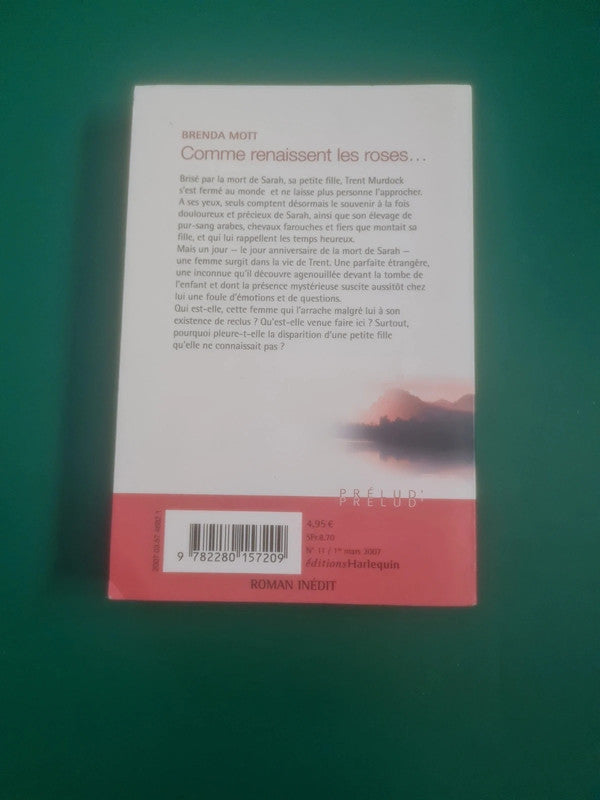 BRENDA MOTT
Comme renaissent les roses...
Brisé par la mort de Sarah, sa petite fille, Trent Murdock
s'est fermé au monde et ne laisse plus personne l'approcher.
A ses yeux, seuls comptent désormais le souvenir à la fois
douloureux et précieux de Sarah, ainsi que son élevage de
pur-sang arabes, chevaux farouches et fiers que montait sa
fille, et qui lui rappellent les temps heureux.
Mais un jour — le jour anniversaire de la mort de Sarah —
une femme surgit dans la vie de Trent. Une parfaite étrangère,
une inconnue qu'il découvre agenouillée devant la tombe de
l'enfant et dont la présence mystérieuse suscite aussitôt chez
lui une foule d'émotions et de questions.
Qui est-elle, cette femme qui l'arrache malgré lui à son
existence de reclus ? Qu'est-elle venue faire ici ? Surtout,
pourquoi pleure-t-elle la disparition d'une petite fille
qu'elle ne connaissait pas ?
PRÉLUD'
PRÉLUD'
4,95 €
SFr.8.70
N° 11 / 1er mars 2007
éditionsHarlequin
9 782280 157209
ROMAN INÉDIT